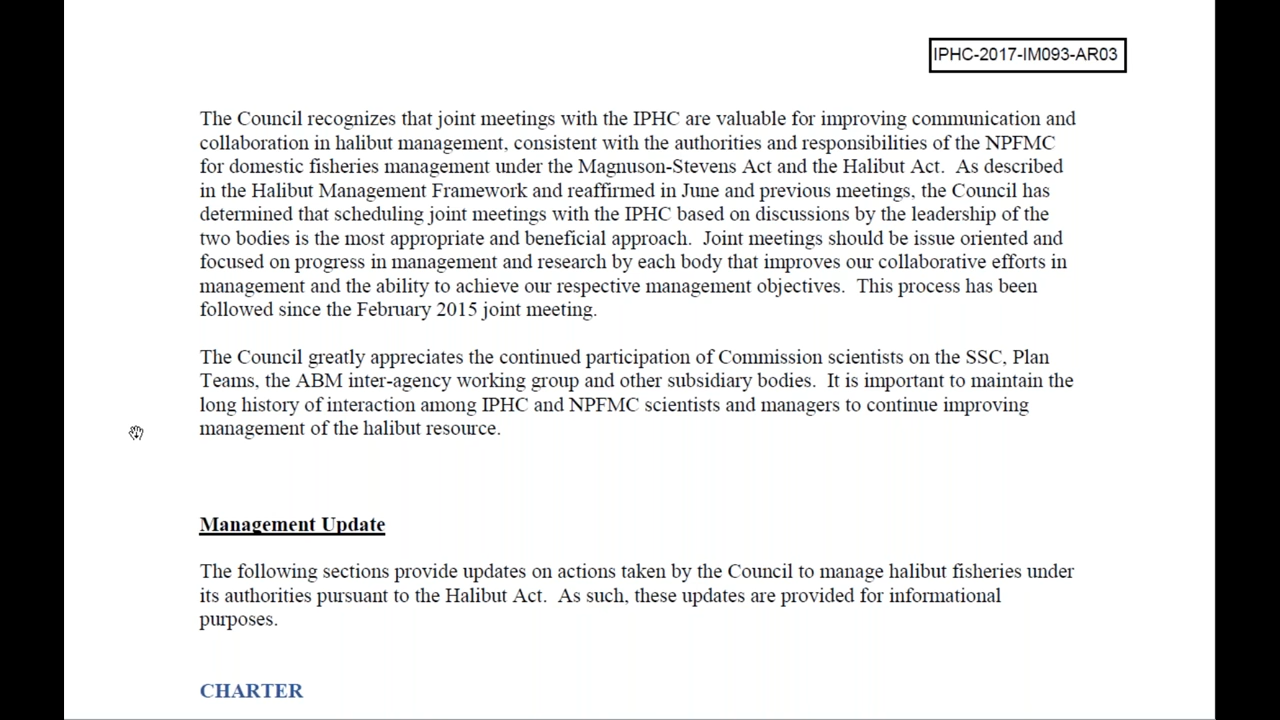 IPHC-2017-IM093-AR03
The Council recognizes that joint meetings with the IPHC are valuable for improving communication and
collaboration in halibut management, consistent with the authorities and responsibilities of the NPFMC
for domestic fisheries management under the Magnuson-Stevens Act and the Halibut Act. As described
in the Halibut Management Framework and reaffirmed in June and previous meetings, the Council has
determined that scheduling joint meetings with the IPHC based on discussions by the leadership of the
two bodies is the most appropriate and beneficial approach. Joint meetings should be issue oriented and
focused on progress in management and research by each body that improves our collaborative efforts in
management and the ability to achieve our respective management objectives. This process has been
followed since the February 2015 joint meeting.
The Council greatly appreciates the continued participation of Commission scientists on the SSC, Plan
Teams, the ABM inter-agency working group and other subsidiary bodies. It is important to maintain the
long history of interaction among IPHC and NPFMC scientists and managers to continue improving
management of the halibut resource.
Management Update
The following sections provide updates on actions taken by the Council to manage halibut fisheries under
its authorities pursuant to the Halibut Act. As such, these updates are provided for informational
purposes.
CHARTER